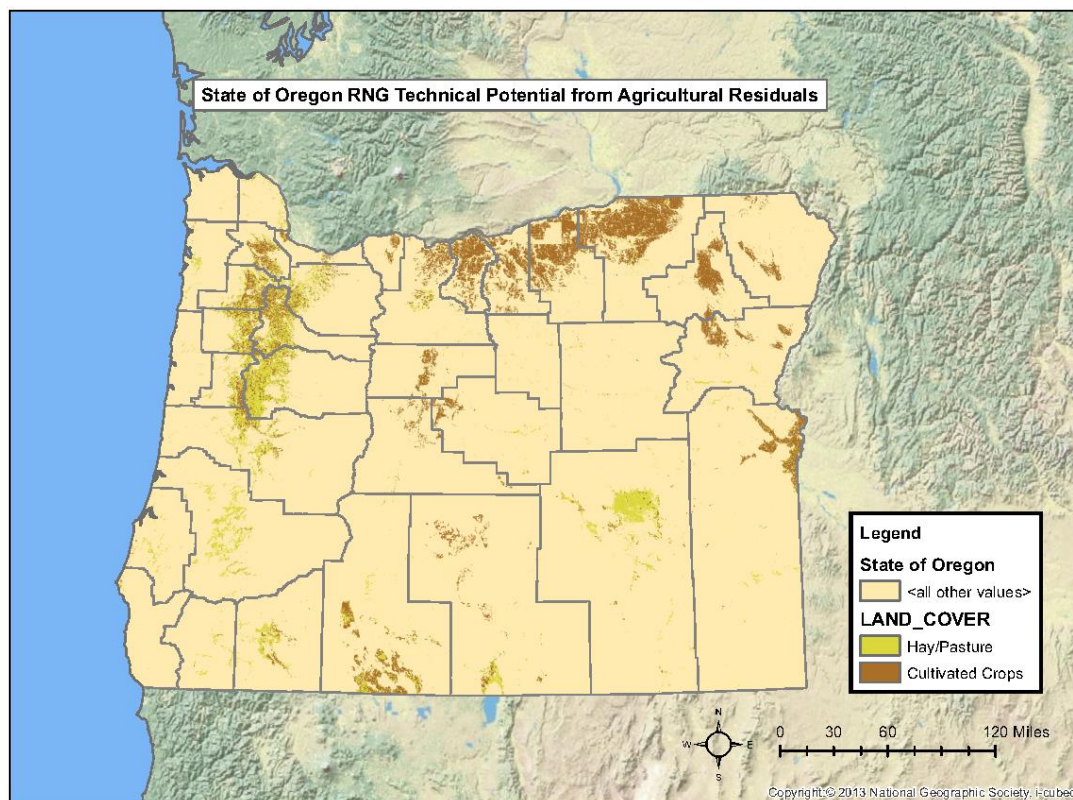 State of Oregon RNG Technical Potential from Agricultural Residuals
Legend
State of Oregon
<all other values>
LAND_COVER
Hay/Pasture
Cultivated Crops
N
W E
S
0 30 60 120 Miles
Copyright:© 2013 National Geographic Society, i-cubed